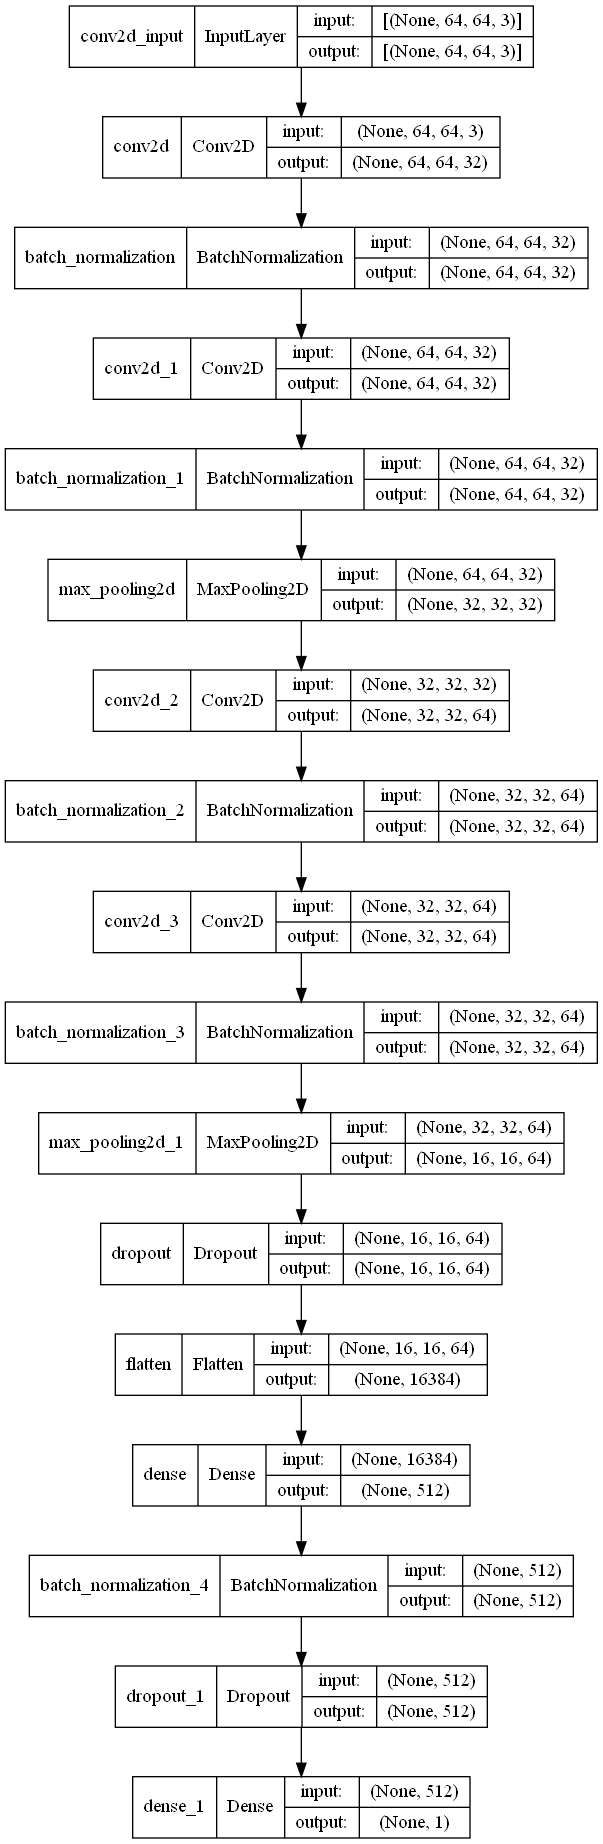 conv2d_input InputLayer input: [(None, 64, 64, 3)]
output: [(None, 64, 64, 3)]
conv2d Conv2D input: (None, 64, 64, 3)
output: (None, 64, 64, 32)
batch_normalization BatchNormalization input: (None, 64, 64, 32)
output: (None, 64, 64, 32)
conv2d_1 Conv2D input: (None, 64, 64, 32)
output: (None, 64, 64, 32)
batch_normalization_1 BatchNormalization input: (None, 64, 64, 32)
output: (None, 64, 64, 32)
max_pooling2d MaxPooling2D input: (None, 64, 64, 32)
output: (None, 32, 32, 32)
conv2d_2 Conv2D input: (None, 32, 32, 32)
output: (None, 32, 32, 64)
batch_normalization_2 BatchNormalization input: (None, 32, 32, 64)
output: (None, 32, 32, 64)
conv2d_3 Conv2D input: (None, 32, 32, 64)
output: (None, 32, 32, 64)
batch_normalization_3 BatchNormalization input: (None, 32, 32, 64)
output: (None, 32, 32, 64)
max_pooling2d_1 MaxPooling2D input: (None, 32, 32, 64)
output: (None, 16, 16, 64)
dropout Dropout input: (None, 16, 16, 64)
output: (None, 16, 16, 64)
flatten Flatten input: (None, 16, 16, 64)
output: (None, 16384)
dense Dense input: (None, 16384)
output: (None, 512)
batch_normalization_4 BatchNormalization input: (None, 512)
output: (None, 512)
dropout_1 Dropout input: (None, 512)
output: (None, 512)
dense_1 Dense input: (None, 512)
output: (None, 1)